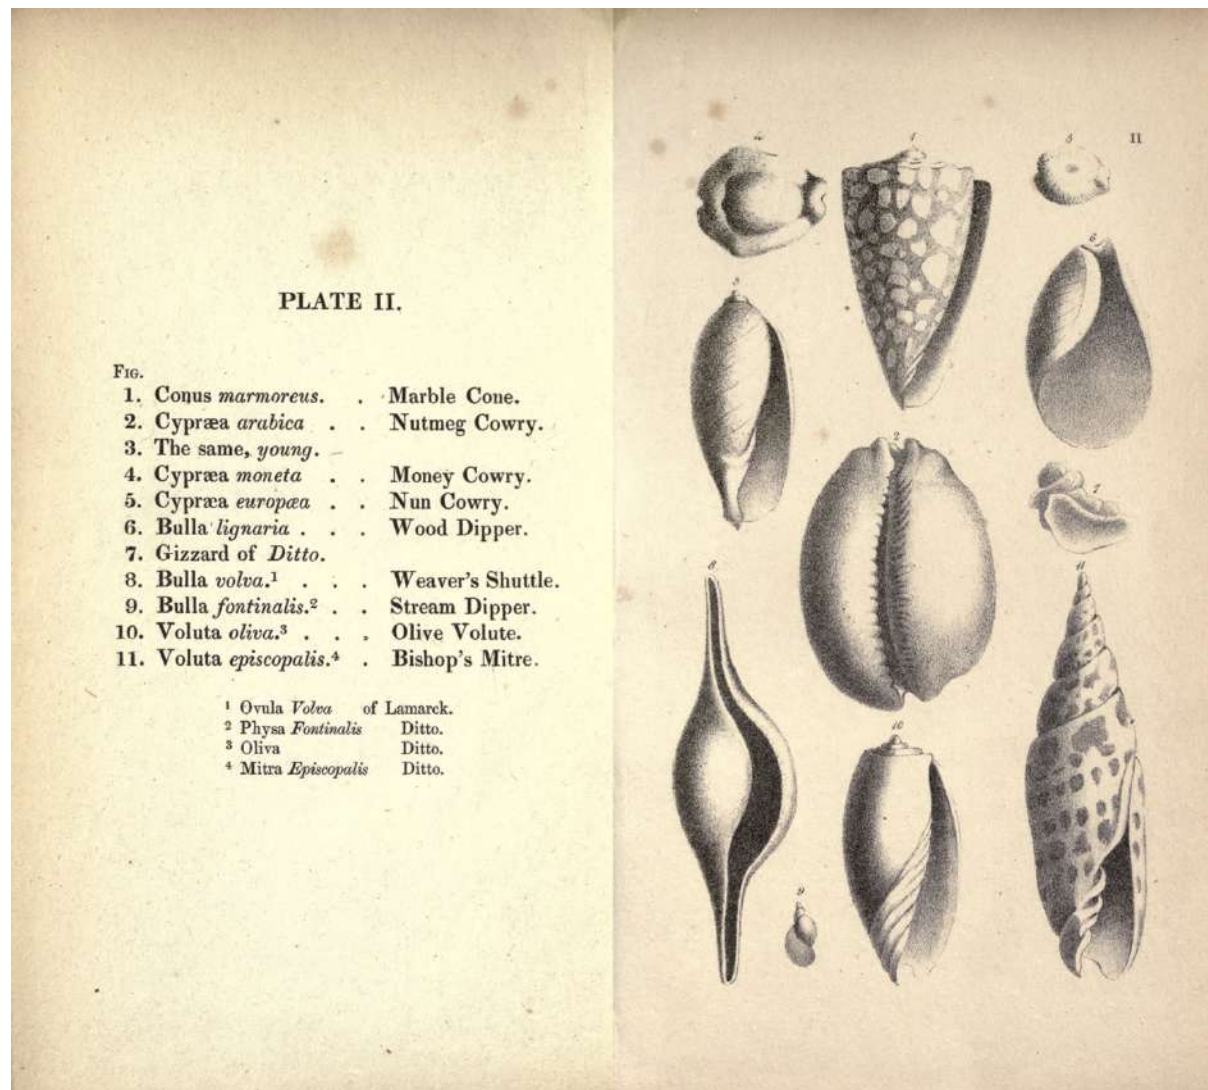 PLATE II.
FIG.
1. Conus marmoreus. . Marble Cone.
2. Cypræa arabica . . Nutmeg Cowry.
3. The same, young.
4. Cypræa moneta . . Money Cowry.
5. Cypræa europæa . . Nun Cowry.
6. Bulla lignaria . . . Wood Dipper.
7. Gizzard of Ditto.
8. Bulla volva.¹ . . . Weaver's Shuttle.
9. Bulla fontinalis.² . . Stream Dipper.
10. Voluta oliva.³ . . . Olive Volute.
11. Voluta episcopalis.⁴ . Bishop's Mitre.
¹ Ovula Volva of Lamarck.
² Physa Fontinalis Ditto.
³ Oliva Ditto.
⁴ Mitra Episcopalis Ditto.
II
4 1 5
3 6
2
7
8 11
10
9